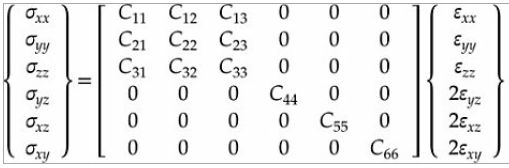 σxx C11 C12 C13 0 0 0 εxx
σyy C21 C22 C23 0 0 0 εyy
σzz = C31 C32 C33 0 0 0 εzz
σyz 0 0 0 C44 0 0 2εyz
σxz 0 0 0 0 C55 0 2εxz
σxy 0 0 0 0 0 C66 2εxy